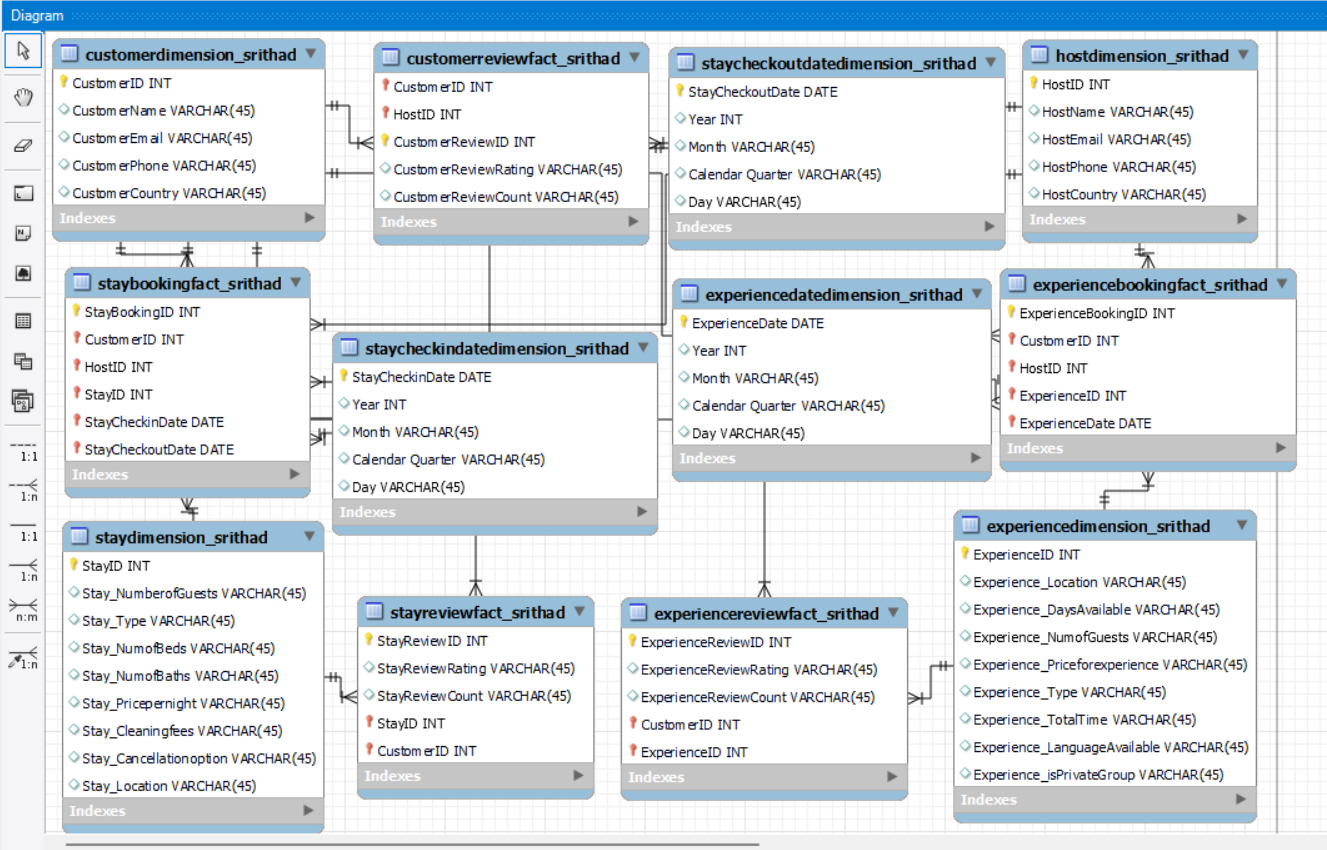 Diagram
customerdimension_srithad
CustomerID INT
CustomerName VARCHAR(45)
CustomerEmail VARCHAR(45)
CustomerPhone VARCHAR(45)
CustomerCountry VARCHAR(45)
Indexes
customerreviewfact_srithad
CustomerID INT
HostID INT
CustomerReviewID INT
CustomerReviewRating VARCHAR(45)
CustomerReviewCount VARCHAR(45)
Indexes
staycheckoutdatedimension_srithad
StayCheckoutDate DATE
Year INT
Month VARCHAR(45)
Calendar Quarter VARCHAR(45)
Day VARCHAR(45)
Indexes
hostdimension_srithad
HostID INT
HostName VARCHAR(45)
HostEmail VARCHAR(45)
HostPhone VARCHAR(45)
HostCountry VARCHAR(45)
Indexes
staybookingfact_srithad
StayBookingID INT
CustomerID INT
HostID INT
StayID INT
StayCheckinDate DATE
StayCheckoutDate DATE
Indexes
staycheckindatedimension_srithad
StayCheckinDate DATE
Year INT
Month VARCHAR(45)
Calendar Quarter VARCHAR(45)
Day VARCHAR(45)
Indexes
experiencedatedimension_srithad
ExperienceDate DATE
Year INT
Month VARCHAR(45)
Calendar Quarter VARCHAR(45)
Day VARCHAR(45)
Indexes
experiencebookingfact_srithad
ExperienceBookingID INT
CustomerID INT
HostID INT
ExperienceID INT
ExperienceDate DATE
Indexes
staydimension_srithad
StayID INT
Stay_NumberofGuests VARCHAR(45)
Stay_Type VARCHAR(45)
Stay_NumofBeds VARCHAR(45)
Stay_NumofBaths VARCHAR(45)
Stay_Pricepernight VARCHAR(45)
Stay_Cleaningfees VARCHAR(45)
Stay_Cancellationoption VARCHAR(45)
Stay_Location VARCHAR(45)
Indexes
stayreviewfact_srithad
StayReviewID INT
StayReviewRating VARCHAR(45)
StayReviewCount VARCHAR(45)
StayID INT
CustomerID INT
Indexes
experiencereviewfact_srithad
ExperienceReviewID INT
ExperienceReviewRating VARCHAR(45)
ExperienceReviewCount VARCHAR(45)
CustomerID INT
ExperienceID INT
Indexes
experiencedimension_srithad
ExperienceID INT
Experience_Location VARCHAR(45)
Experience_DaysAvailable VARCHAR(45)
Experience_NumofGuests VARCHAR(45)
Experience_Priceforexperience VARCHAR(45)
Experience_Type VARCHAR(45)
Experience_TotalTime VARCHAR(45)
Experience_LanguageAvailable VARCHAR(45)
Experience_isPrivateGroup VARCHAR(45)
Indexes
1:1
1:n
1:1
1:n
n:m
1:n